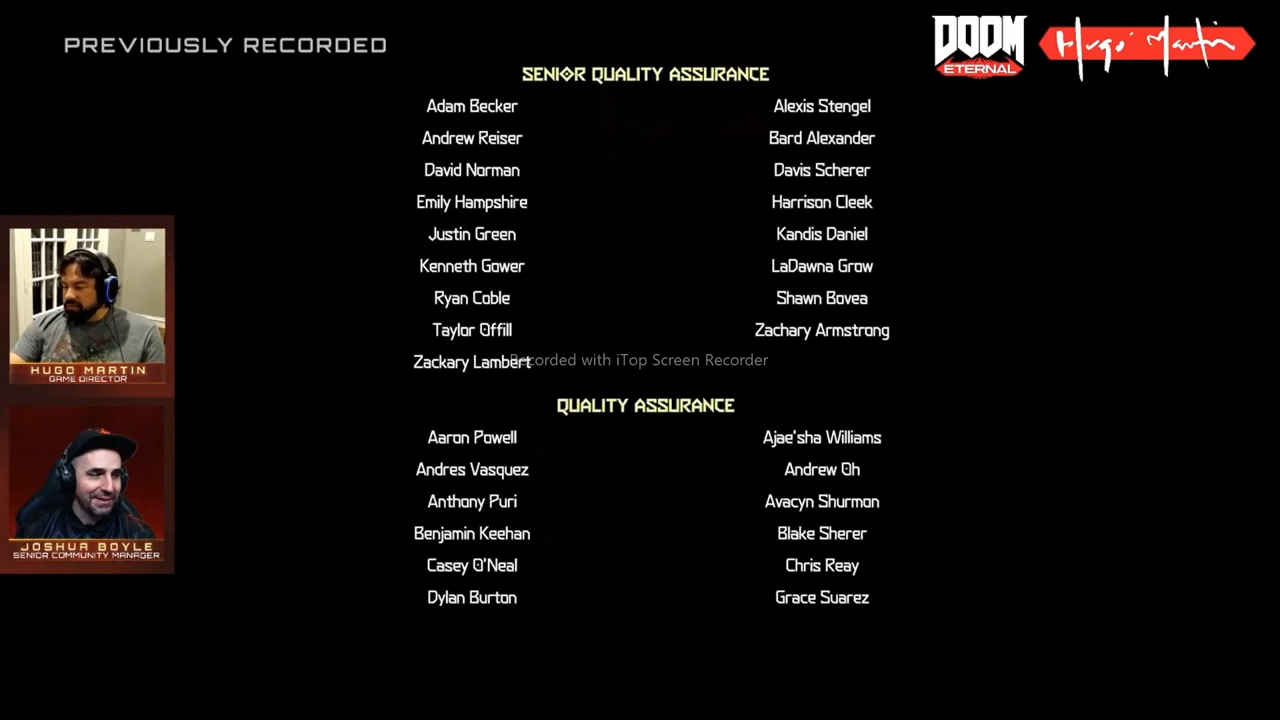 PREVIOUSLY RECORDED
DOOM
ETERNAL
Hugo Martin
SENIOR QUALITY ASSURANCE
Adam Becker Alexis Stengel
Andrew Reiser Bard Alexander
David Norman Davis Scherer
Emily Hampshire Harrison Cleek
Justin Green Kandis Daniel
Kenneth Gower LaDawna Grow
Ryan Coble Shawn Bovea
Taylor Offill Zachary Armstrong
Zackary Lambert
Recorded with iTop Screen Recorder
HUGO MARTIN
GAME DIRECTOR
QUALITY ASSURANCE
Aaron Powell Ajae'sha Williams
Andres Vasquez Andrew Oh
Anthony Puri Avacyn Shurmon
Benjamin Keehan Blake Sherer
Casey O'Neal Chris Reay
Dylan Burton Grace Suarez
JOSHUA BOYLE
SENIOR COMMUNITY MANAGER